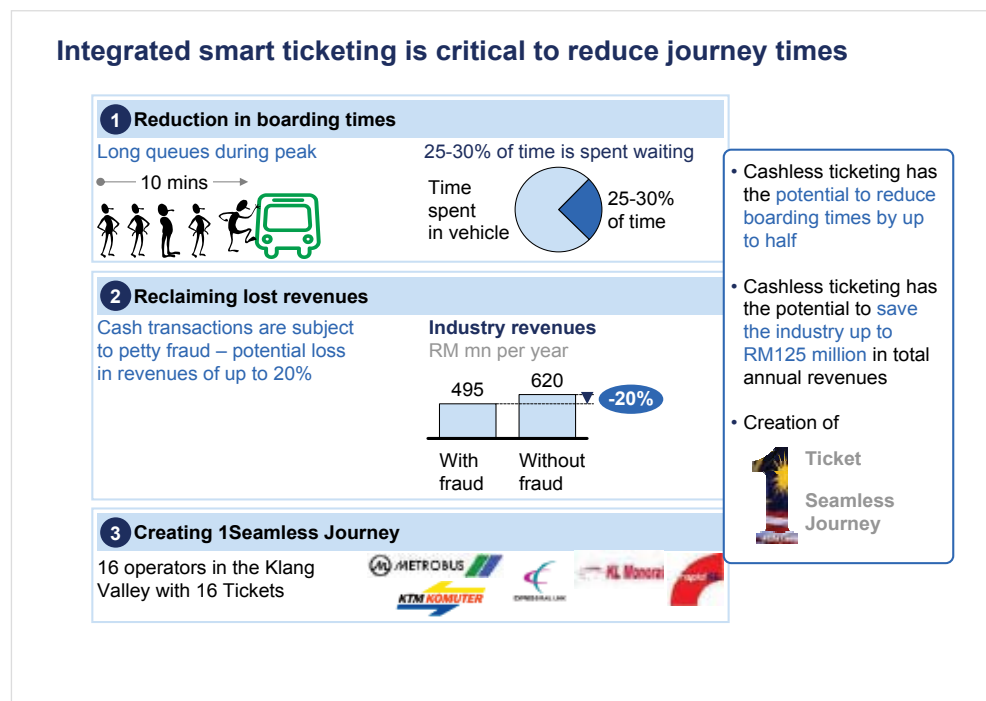 Integrated smart ticketing is critical to reduce journey times
1 Reduction in boarding times
Long queues during peak
10 mins
25-30% of time is spent waiting
Time
spent
in vehicle
25-30%
of time
2 Reclaiming lost revenues
Cash transactions are subject
to petty fraud – potential loss
in revenues of up to 20%
Industry revenues
RM mn per year
495
620
-20%
With
fraud
Without
fraud
3 Creating 1Seamless Journey
16 operators in the Klang
Valley with 16 Tickets
METROBUS
KTM KOMUTER
KL Monorail
rapid
• Cashless ticketing has
the potential to reduce
boarding times by up
to half
• Cashless ticketing has
the potential to save
the industry up to
RM125 million in total
annual revenues
• Creation of
1
Ticket
Seamless
Journey